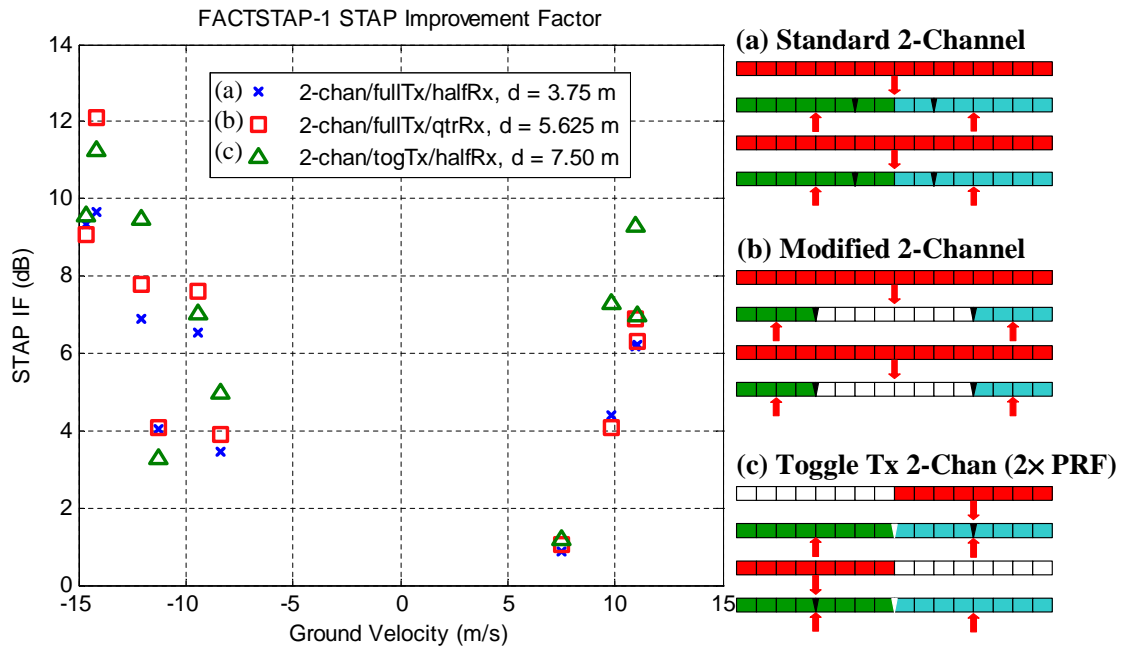 FACTSTAP-1 STAP Improvement Factor
14
12
10
8
6
4
2
0
STAP IF (dB)
-15
-10
-5
0
5
10
15
Ground Velocity (m/s)
(a) 2-chan/fullTx/halfRx, d = 3.75 m
(b) 2-chan/fullTx/qtrRx, d = 5.625 m
(c) 2-chan/togTx/halfRx, d = 7.50 m
(a) Standard 2-Channel
(b) Modified 2-Channel
(c) Toggle Tx 2-Chan (2× PRF)